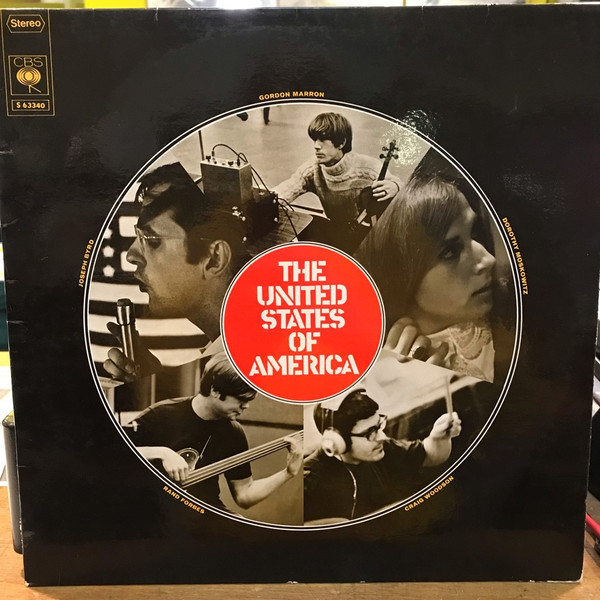 Stereo
CBS
S 63340
GORDON MARRON
JOSEPH BYRD
DOROTHY MOSKOWITZ
THE
UNITED
STATES
OF
AMERICA
RAND FORBES
CRAIG WOODSON